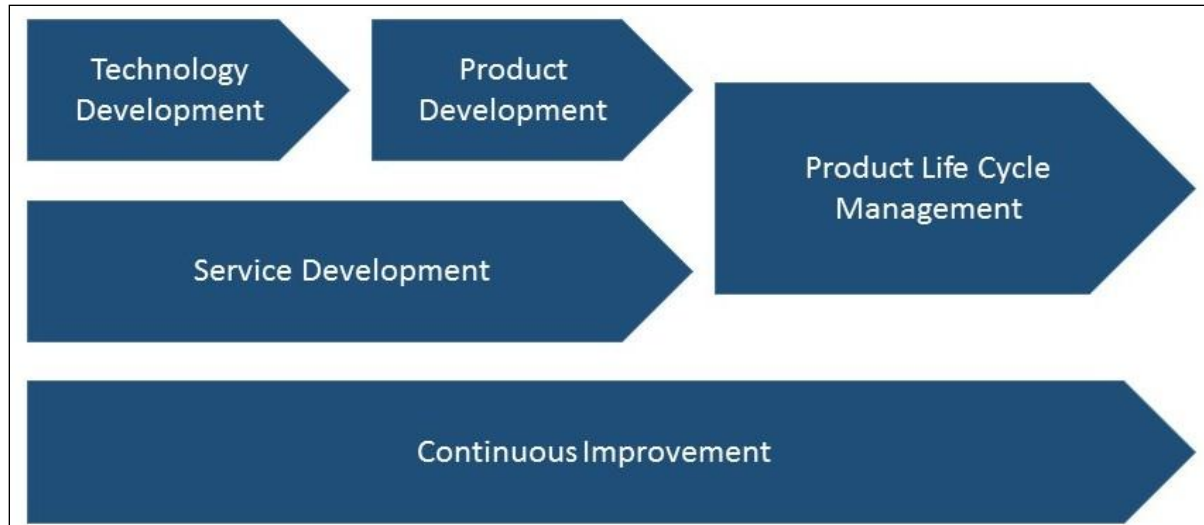 Technology
Development
Product
Development
Product Life Cycle
Management
Service Development
Continuous Improvement